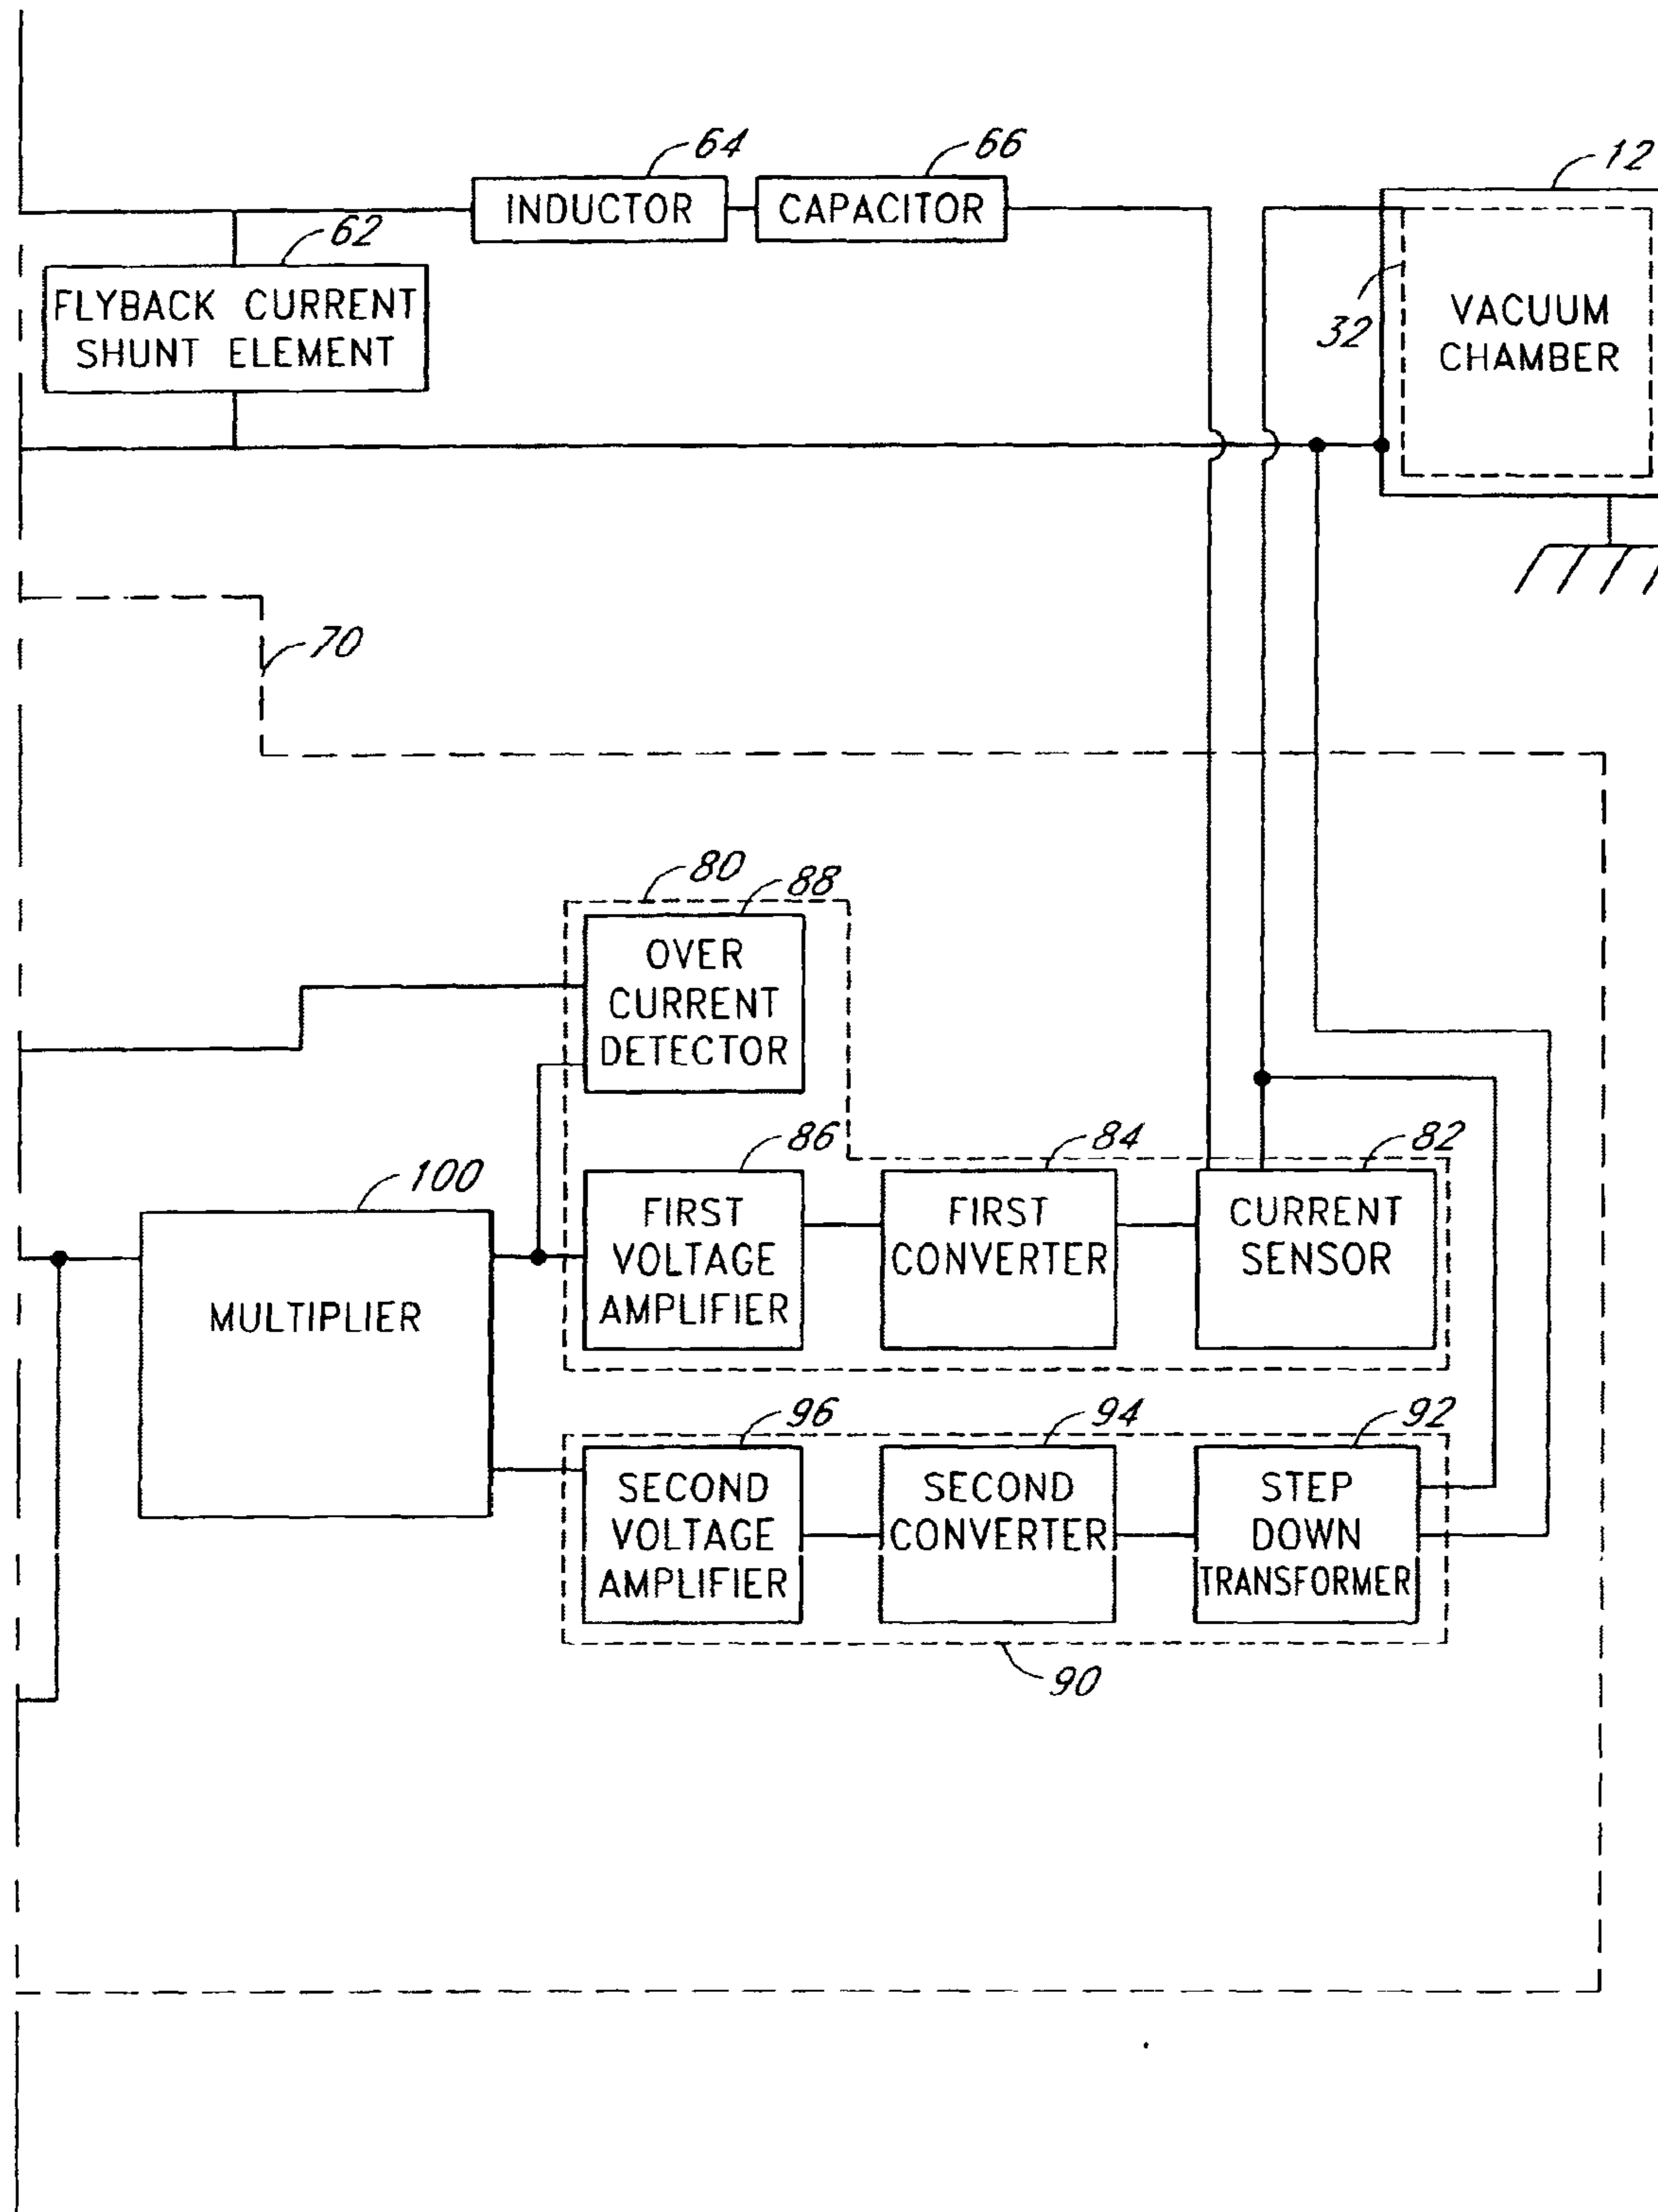 64
66
12
INDUCTOR
CAPACITOR
62
FLYBACK CURRENT
SHUNT ELEMENT
32
VACUUM
CHAMBER
70
80
88
OVER
CURRENT
DETECTOR
86
84
82
100
FIRST
VOLTAGE
AMPLIFIER
FIRST
CONVERTER
CURRENT
SENSOR
MULTIPLIER
96
94
92
SECOND
VOLTAGE
AMPLIFIER
SECOND
CONVERTER
STEP
DOWN
TRANSFORMER
90